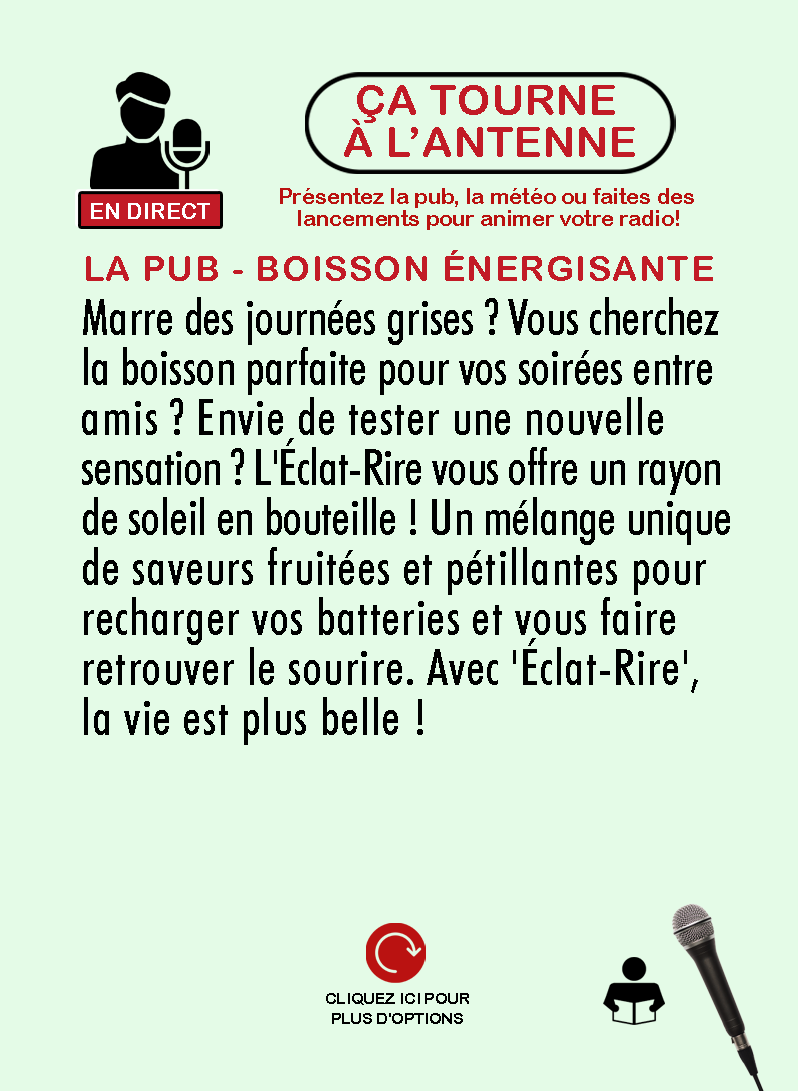 ÇA TOURNE
À L’ANTENNE
EN DIRECT
Présentez la pub, la météo ou faites des
lancements pour animer votre radio!
LA PUB - BOISSON ÉNERGISANTE
Marre des journées grises ? Vous cherchez
la boisson parfaite pour vos soirées entre
amis ? Envie de tester une nouvelle
sensation ? L'Éclat-Rire vous offre un rayon
de soleil en bouteille ! Un mélange unique
de saveurs fruitées et pétillantes pour
recharger vos batteries et vous faire
retrouver le sourire. Avec 'Éclat-Rire',
la vie est plus belle !
CLIQUEZ ICI POUR
PLUS D'OPTIONS